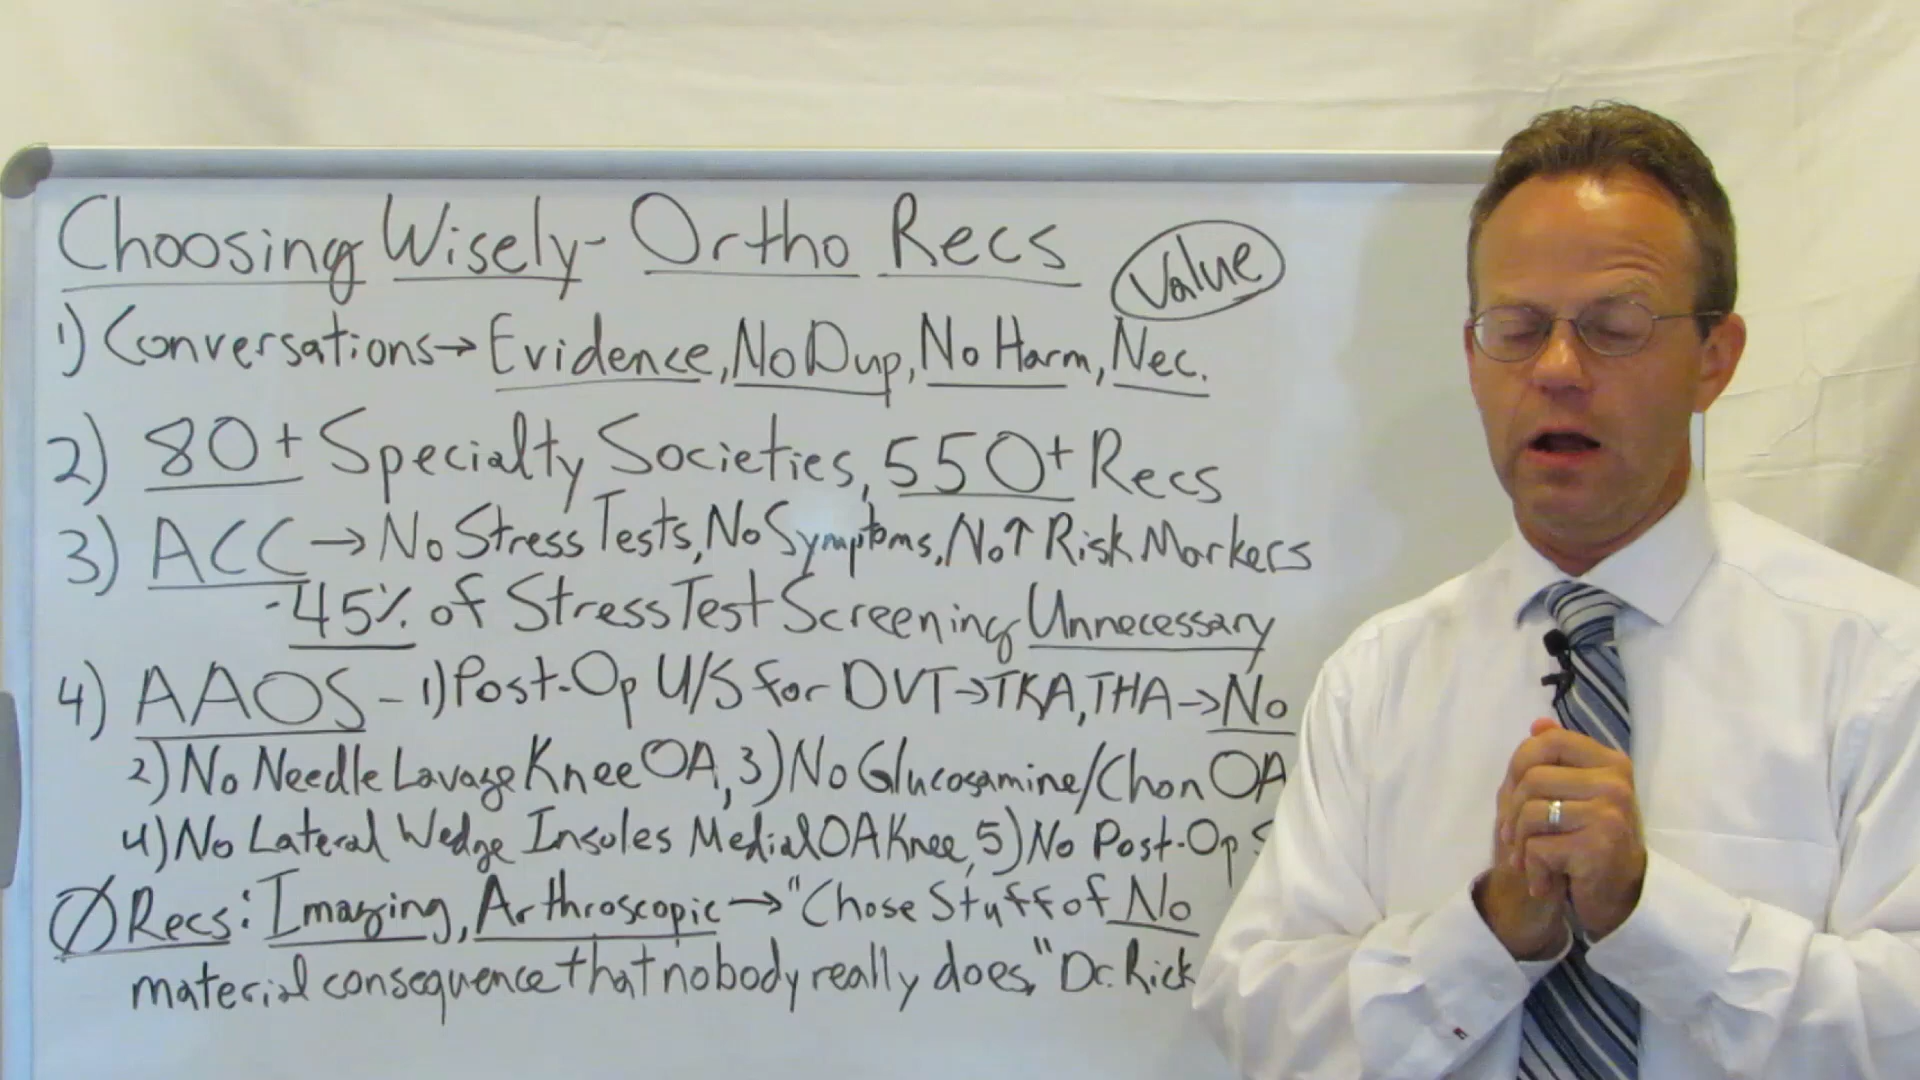 Choosing Wisely- Ortho Recs
Value
1) Conversations→ Evidence, No Dup, No Harm, Nec.
2) 80+ Specialty Societies, 550+ Recs
3) ACC → No Stress Tests, No Symptoms, No↑ Risk Markers
-45% of Stress Test Screening Unnecessary
4) AAOS - 1) Post-Op U/S for DVT→TKA, THA→No
2) No Needle Lavage Knee OA, 3) No Glucosamine/Chon OA
4) No Lateral Wedge Insoles Medial OA Knee, 5) No Post-Op S
Ø Recs: Imaging, Arthroscopic → "Chose Stuff of No
material consequence that nobody really does," Dr. Rick